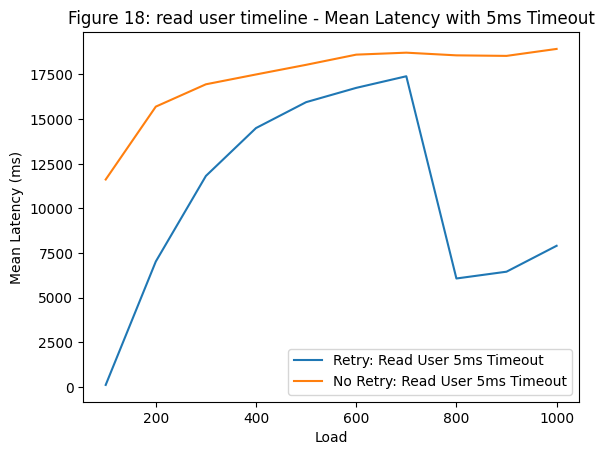 Figure 18: read user timeline - Mean Latency with 5ms Timeout
Mean Latency (ms)
17500
15000
12500
10000
7500
5000
2500
0
200
400
600
800
1000
Load
Retry: Read User 5ms Timeout
No Retry: Read User 5ms Timeout